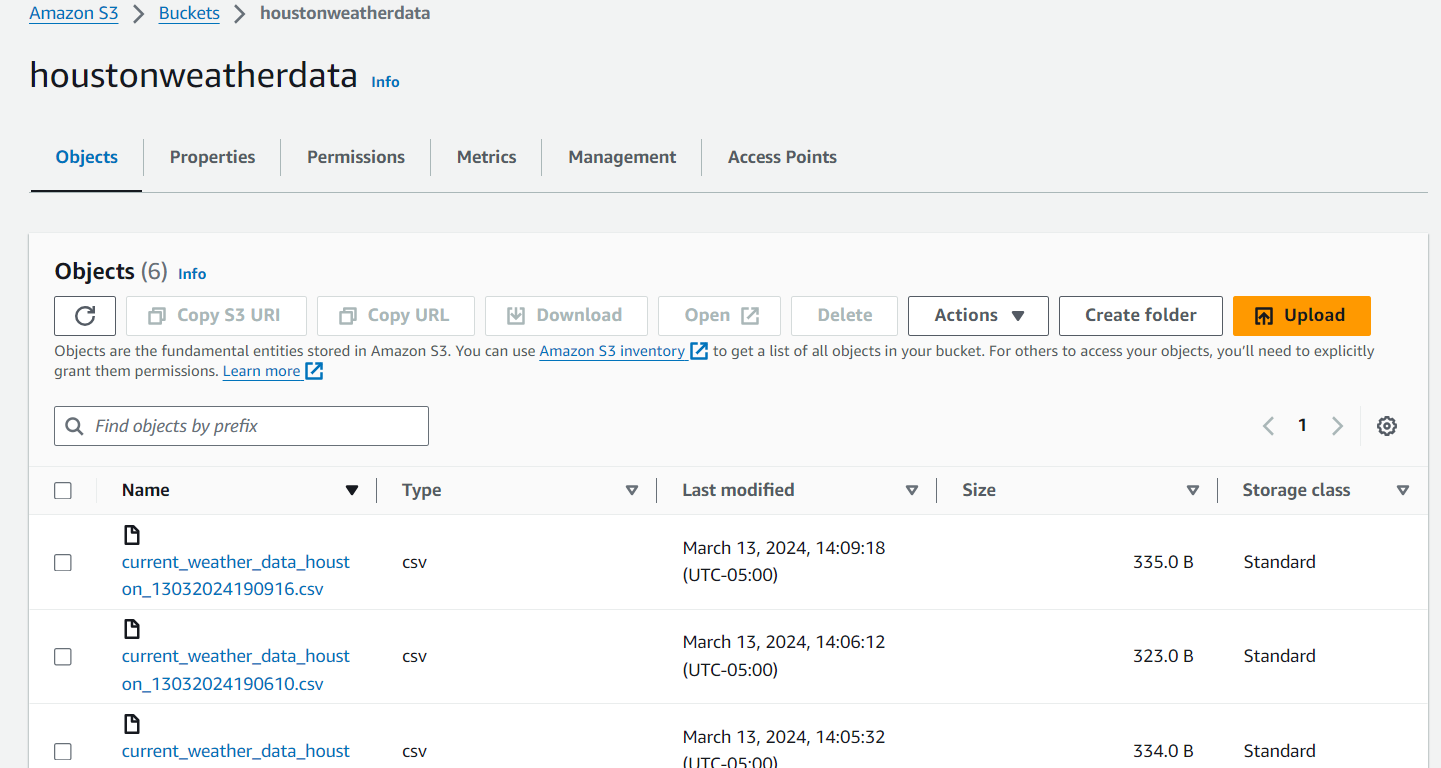 Amazon S3 > Buckets > houstonweatherdata
houstonweatherdata Info
Objects Properties Permissions Metrics Management Access Points
Objects (6) Info
Copy S3 URI Copy URL Download Open Delete Actions Create folder Upload
Objects are the fundamental entities stored in Amazon S3. You can use Amazon S3 inventory to get a list of all objects in your bucket. For others to access your objects, you'll need to explicitly
grant them permissions. Learn more
Find objects by prefix 1
Name Type Last modified Size Storage class
current_weather_data_houst
on_13032024190916.csv
csv
March 13, 2024, 14:09:18
(UTC-05:00)
335.0 B
Standard
current_weather_data_houst
on_13032024190610.csv
csv
March 13, 2024, 14:06:12
(UTC-05:00)
323.0 B
Standard
current_weather_data_houst
csv
March 13, 2024, 14:05:32
(UTC-05:00)
334.0 B
Standard